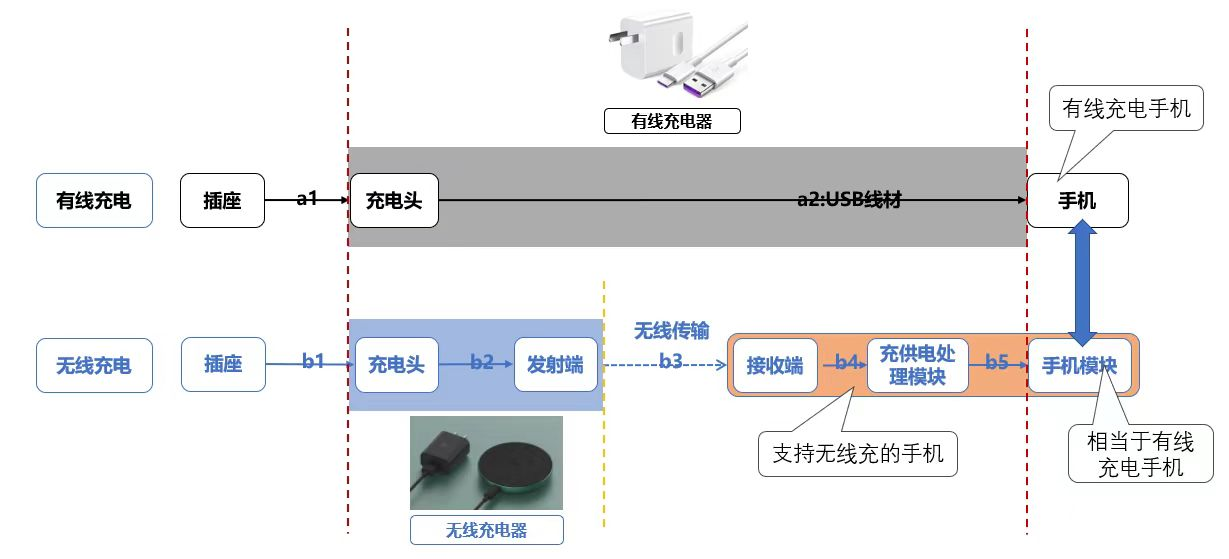 有线充电器
有线充电手机
有线充电
插座
a1
充电头
a2:USB线材
手机
无线充电
插座
b1
充电头
b2
发射端
无线传输
b3
接收端
b4
充供电处
理模块
b5
手机模块
支持无线充的手机
相当于有线
充电手机
无线充电器